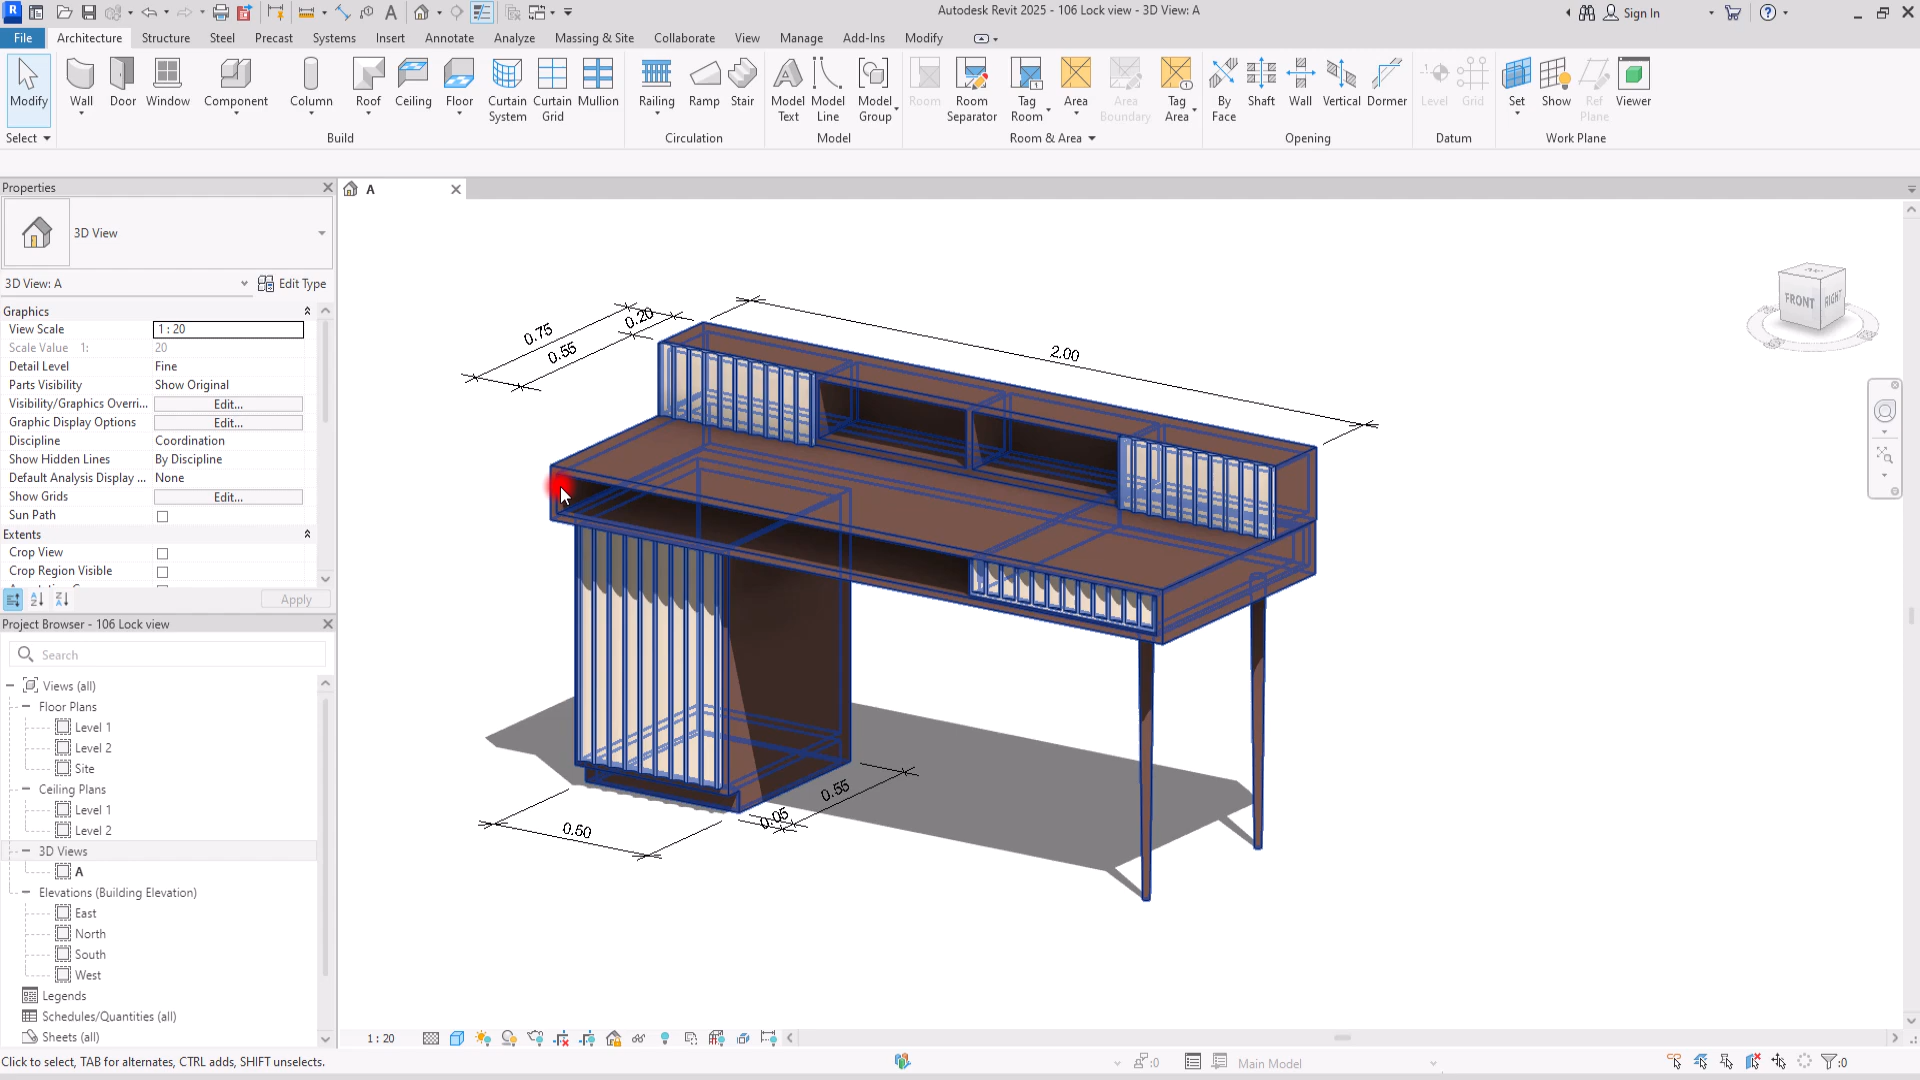 Autodesk Revit 2025 - 106 Lock view - 3D View: A
Sign In
File Architecture Structure Steel Precast Systems Insert Annotate Analyze Massing & Site Collaborate View Manage Add-Ins Modify
Modify
Wall
Door
Window
Component
Column
Roof
Ceiling
Floor
Curtain System
Curtain Grid
Mullion
Railing
Ramp
Stair
Model Text
Model Line
Model Group
Room
Room Separator
Tag Room
Area
Area Boundary
Tag Area
By Face
Shaft
Wall
Vertical
Dormer
Level
Grid
Set
Show
Ref Plane
Viewer
Select
Build
Circulation
Model
Room & Area
Opening
Datum
Work Plane
Properties
3D View
3D View: A
Edit Type
Graphics
View Scale 1 : 20
Scale Value 1: 20
Detail Level Fine
Parts Visibility Show Original
Visibility/Graphics Overri... Edit...
Graphic Display Options Edit...
Discipline Coordination
Show Hidden Lines By Discipline
Default Analysis Display ... None
Show Grids Edit...
Sun Path
Extents
Crop View
Crop Region Visible
Apply
Project Browser - 106 Lock view
Search
Views (all)
Floor Plans
Level 1
Level 2
Site
Ceiling Plans
Level 1
Level 2
3D Views
A
Elevations (Building Elevation)
East
North
South
West
Legends
Schedules/Quantities (all)
Sheets (all)
A
0.75
0.20
0.55
2.00
0.50
0.05
0.55
FRONT
RIGHT
1 : 20
Click to select, TAB for alternates, CTRL adds, SHIFT unselects.
:0
Main Model
:0